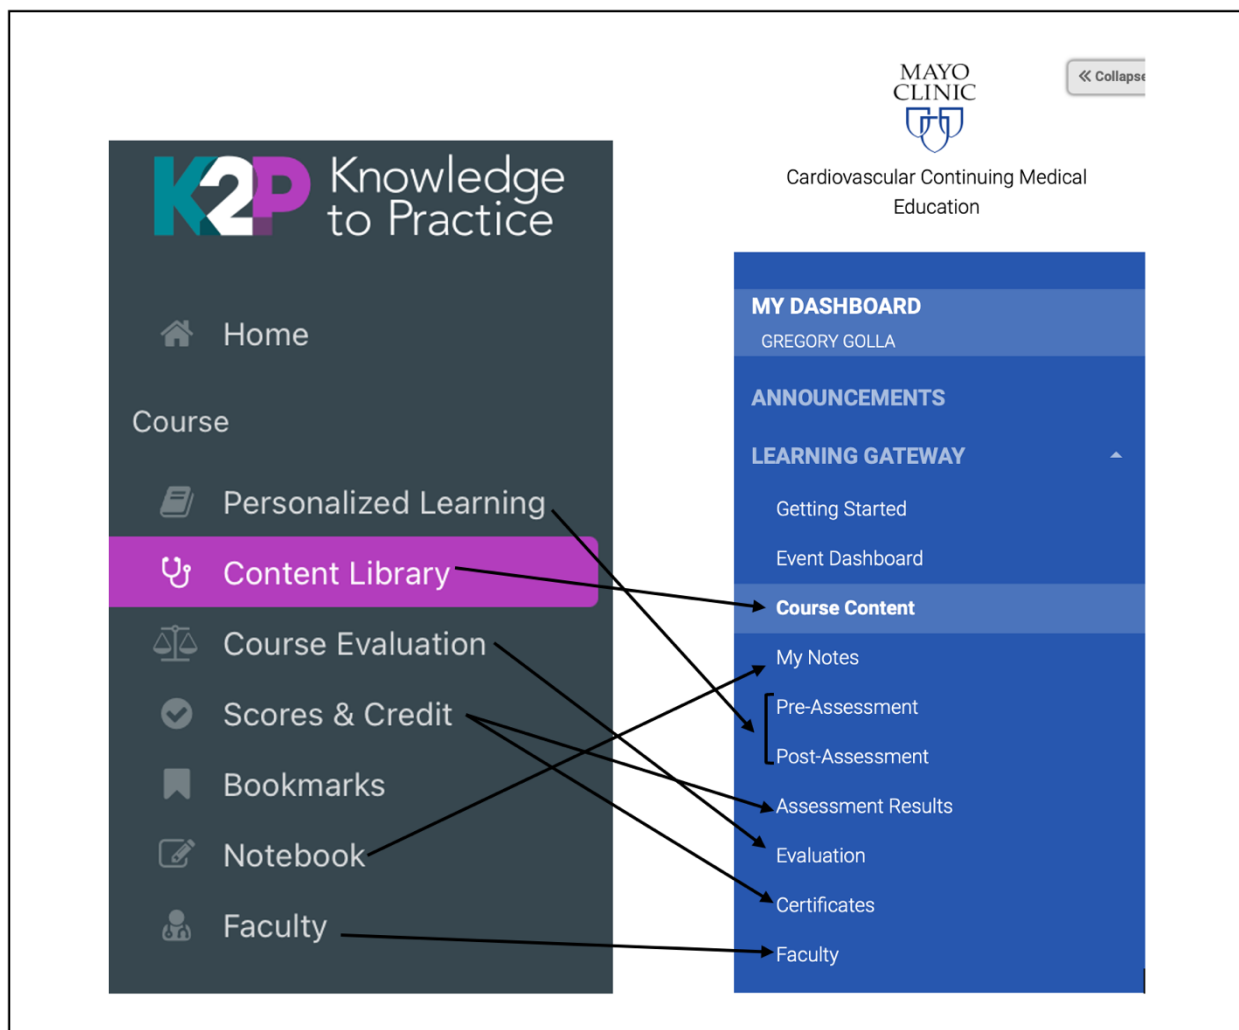 K2P Knowledge
to Practice
Home
Course
Personalized Learning
Content Library
Course Evaluation
Scores & Credit
Bookmarks
Notebook
Faculty
MAYO
CLINIC
Collapse
Cardiovascular Continuing Medical
Education
MY DASHBOARD
GREGORY GOLLA
ANNOUNCEMENTS
LEARNING GATEWAY
Getting Started
Event Dashboard
Course Content
My Notes
Pre-Assessment
Post-Assessment
Assessment Results
Evaluation
Certificates
Faculty